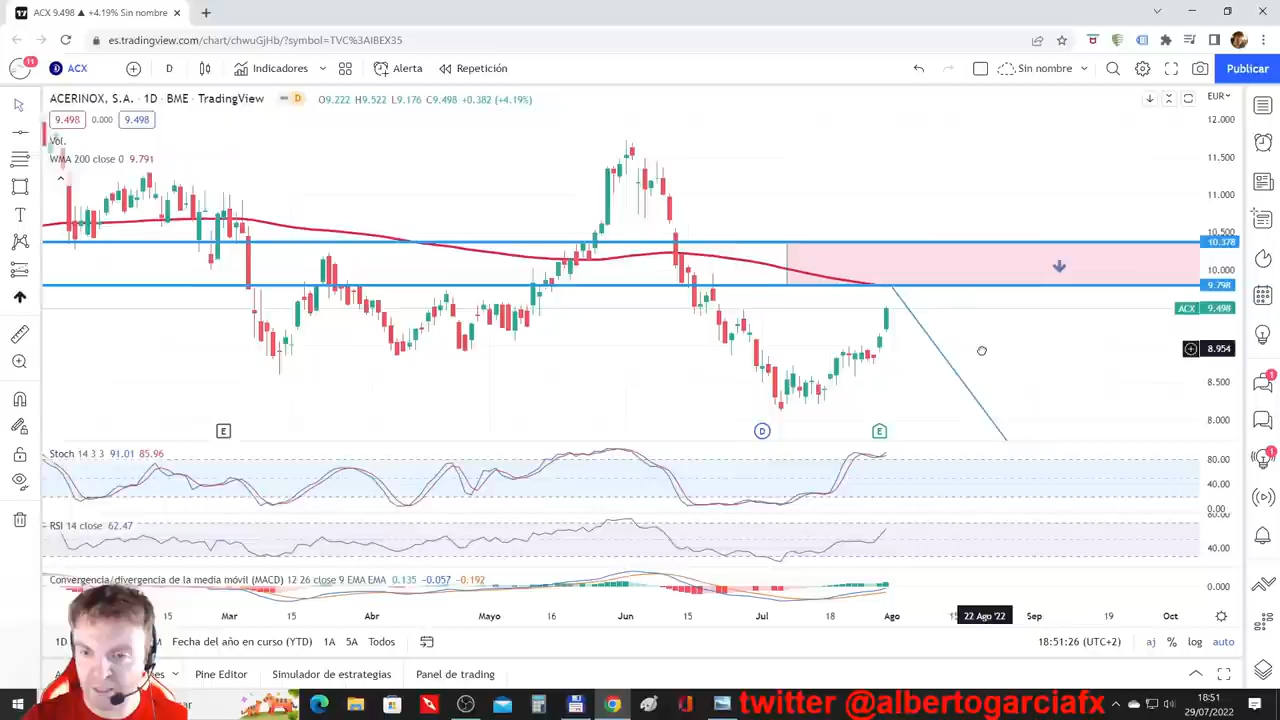 ACX 9.498 ▲ +4.19% Sin nombre
es.tradingview.com/chart/chwuGjHb/?symbol=TVC%3AIBEX35
11 ACX D Indicadores Alerta Repetición Sin nombre Publicar
ACERINOX, S.A. · 1D · BME · TradingView D O9.222 H9.522 L9.176 C9.498 +0.382 (+4.19%) EUR
9.498 0.000 9.498
12.000
Vol.
WMA 200 close 0 9.791
11.500
11.000
10.500
10.378
10.000
9.798
ACX 9.498
8.954
8.500
8.000
E D E
Stoch 14 3 3 91.01 85.96
80.00
40.00
0.00
RSI 14 close 62.47
40.00
Convergencia/divergencia de la media móvil (MACD) 12 26 close 9 EMA EMA 0.135 -0.057 -0.192
0.000
15 Mar 15 Abr Mayo 15 Jun 15 Jul 18 Ago 22 Ago '22 Sep 19 Oct
1D Fecha del año en curso (YTD) 1A 5A Todos 18:51:26 (UTC+2) aj % log auto
Pine Editor Simulador de estrategias Panel de trading
twitter @albertogarciafx
18:51
29/07/2022